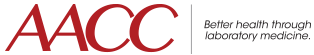 AACC
Better health through
laboratory medicine.